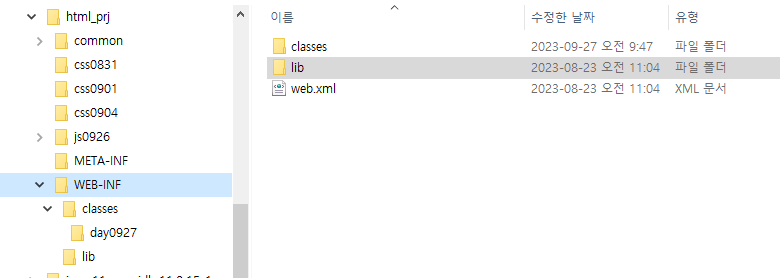 html_prj
common
css0831
css0901
css0904
js0926
META-INF
WEB-INF
classes
day0927
lib
이름 수정한 날짜 유형
classes 2023-09-27 오전 9:47 파일 폴더
lib 2023-08-23 오전 11:04 파일 폴더
web.xml 2023-08-23 오전 11:04 XML 문서